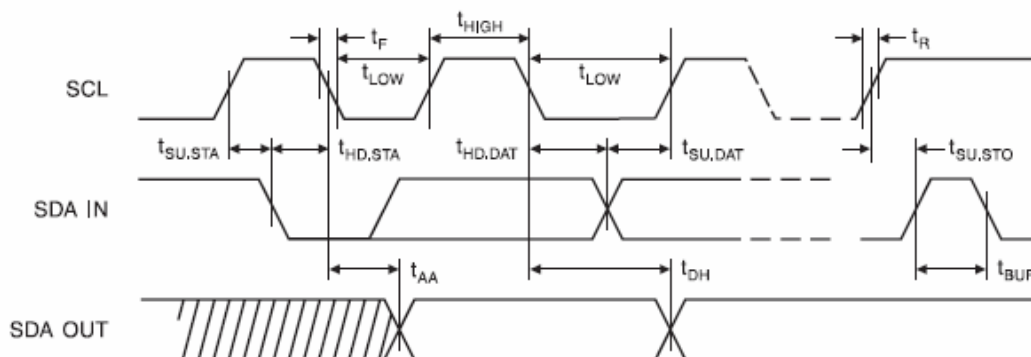 tF tHIGH tR
SCL tLOW tLOW
tSU.STA tHD.STA tHD.DAT tSU.DAT tSU.STO
SDA IN
tAA tDH tBUF
SDA OUT